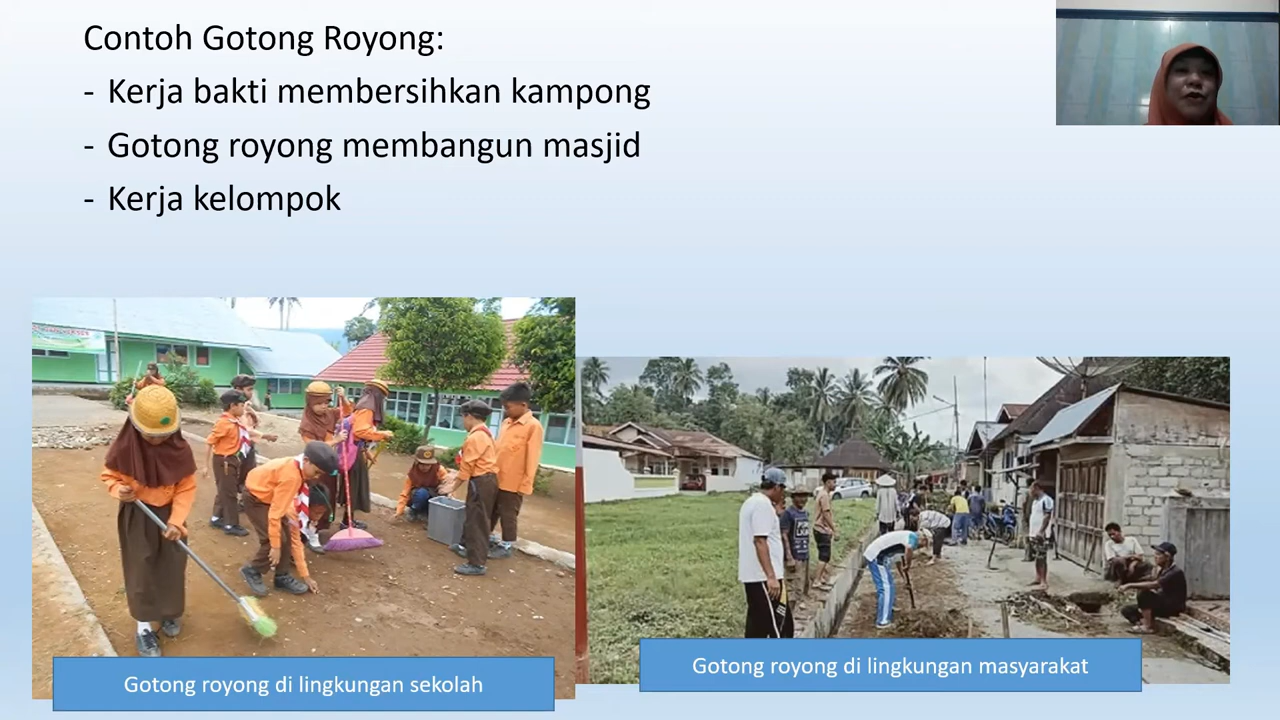 Contoh Gotong Royong:
- Kerja bakti membersihkan kampong
- Gotong royong membangun masjid
- Kerja kelompok
Gotong royong di lingkungan sekolah
Gotong royong di lingkungan masyarakat